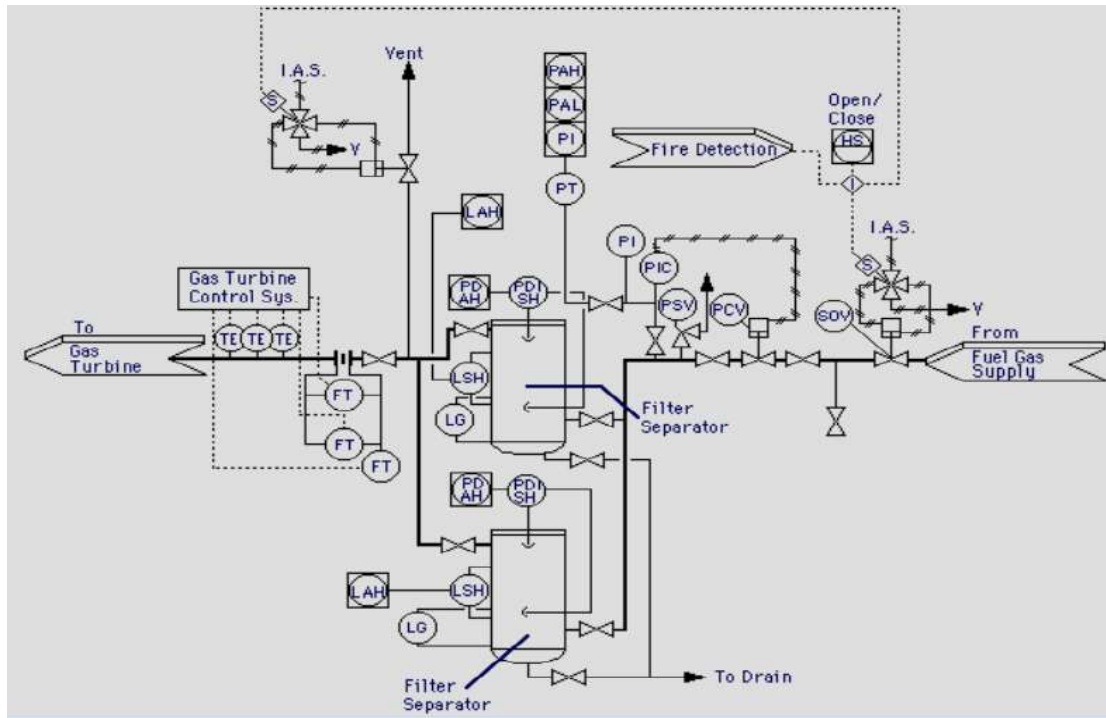 Vent
I.A.S.
S
V
PAH
PAL
PI
PT
Open/
Close
HS
Fire Detection
I
LAH
I.A.S.
S
V
PI
PIC
PSV
PCV
SOV
PD
AH
PDI
SH
Gas Turbine
Control Sys.
To
Gas
Turbine
TE
TE
TE
From
Fuel Gas
Supply
FT
FT
FT
LSH
LG
Filter
Separator
PD
AH
PDI
SH
LAH
LSH
LG
Filter
Separator
To Drain